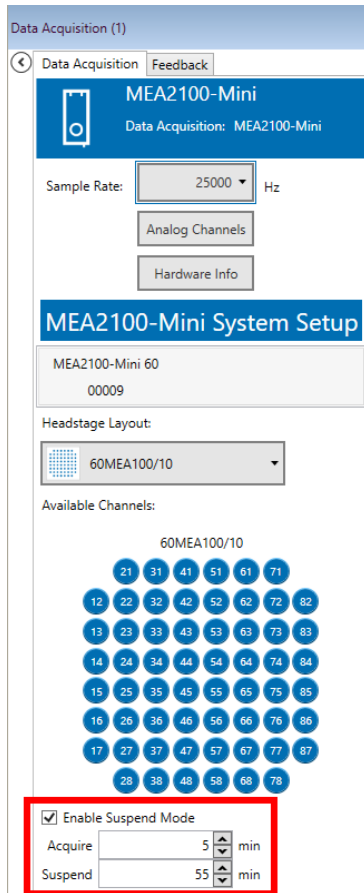 Data Acquisition (1)
Data Acquisition Feedback
MEA2100-Mini
Data Acquisition: MEA2100-Mini
Sample Rate: 25000 Hz
Analog Channels
Hardware Info
MEA2100-Mini System Setup
MEA2100-Mini 60
00009
Headstage Layout:
60MEA100/10
Available Channels:
60MEA100/10
21 31 41 51 61 71
12 22 32 42 52 62 72 82
13 23 33 43 53 63 73 83
14 24 34 44 54 64 74 84
15 25 35 45 55 65 75 85
16 26 36 46 56 66 76 86
17 27 37 47 57 67 77 87
28 38 48 58 68 78
Enable Suspend Mode
Acquire 5 min
Suspend 55 min